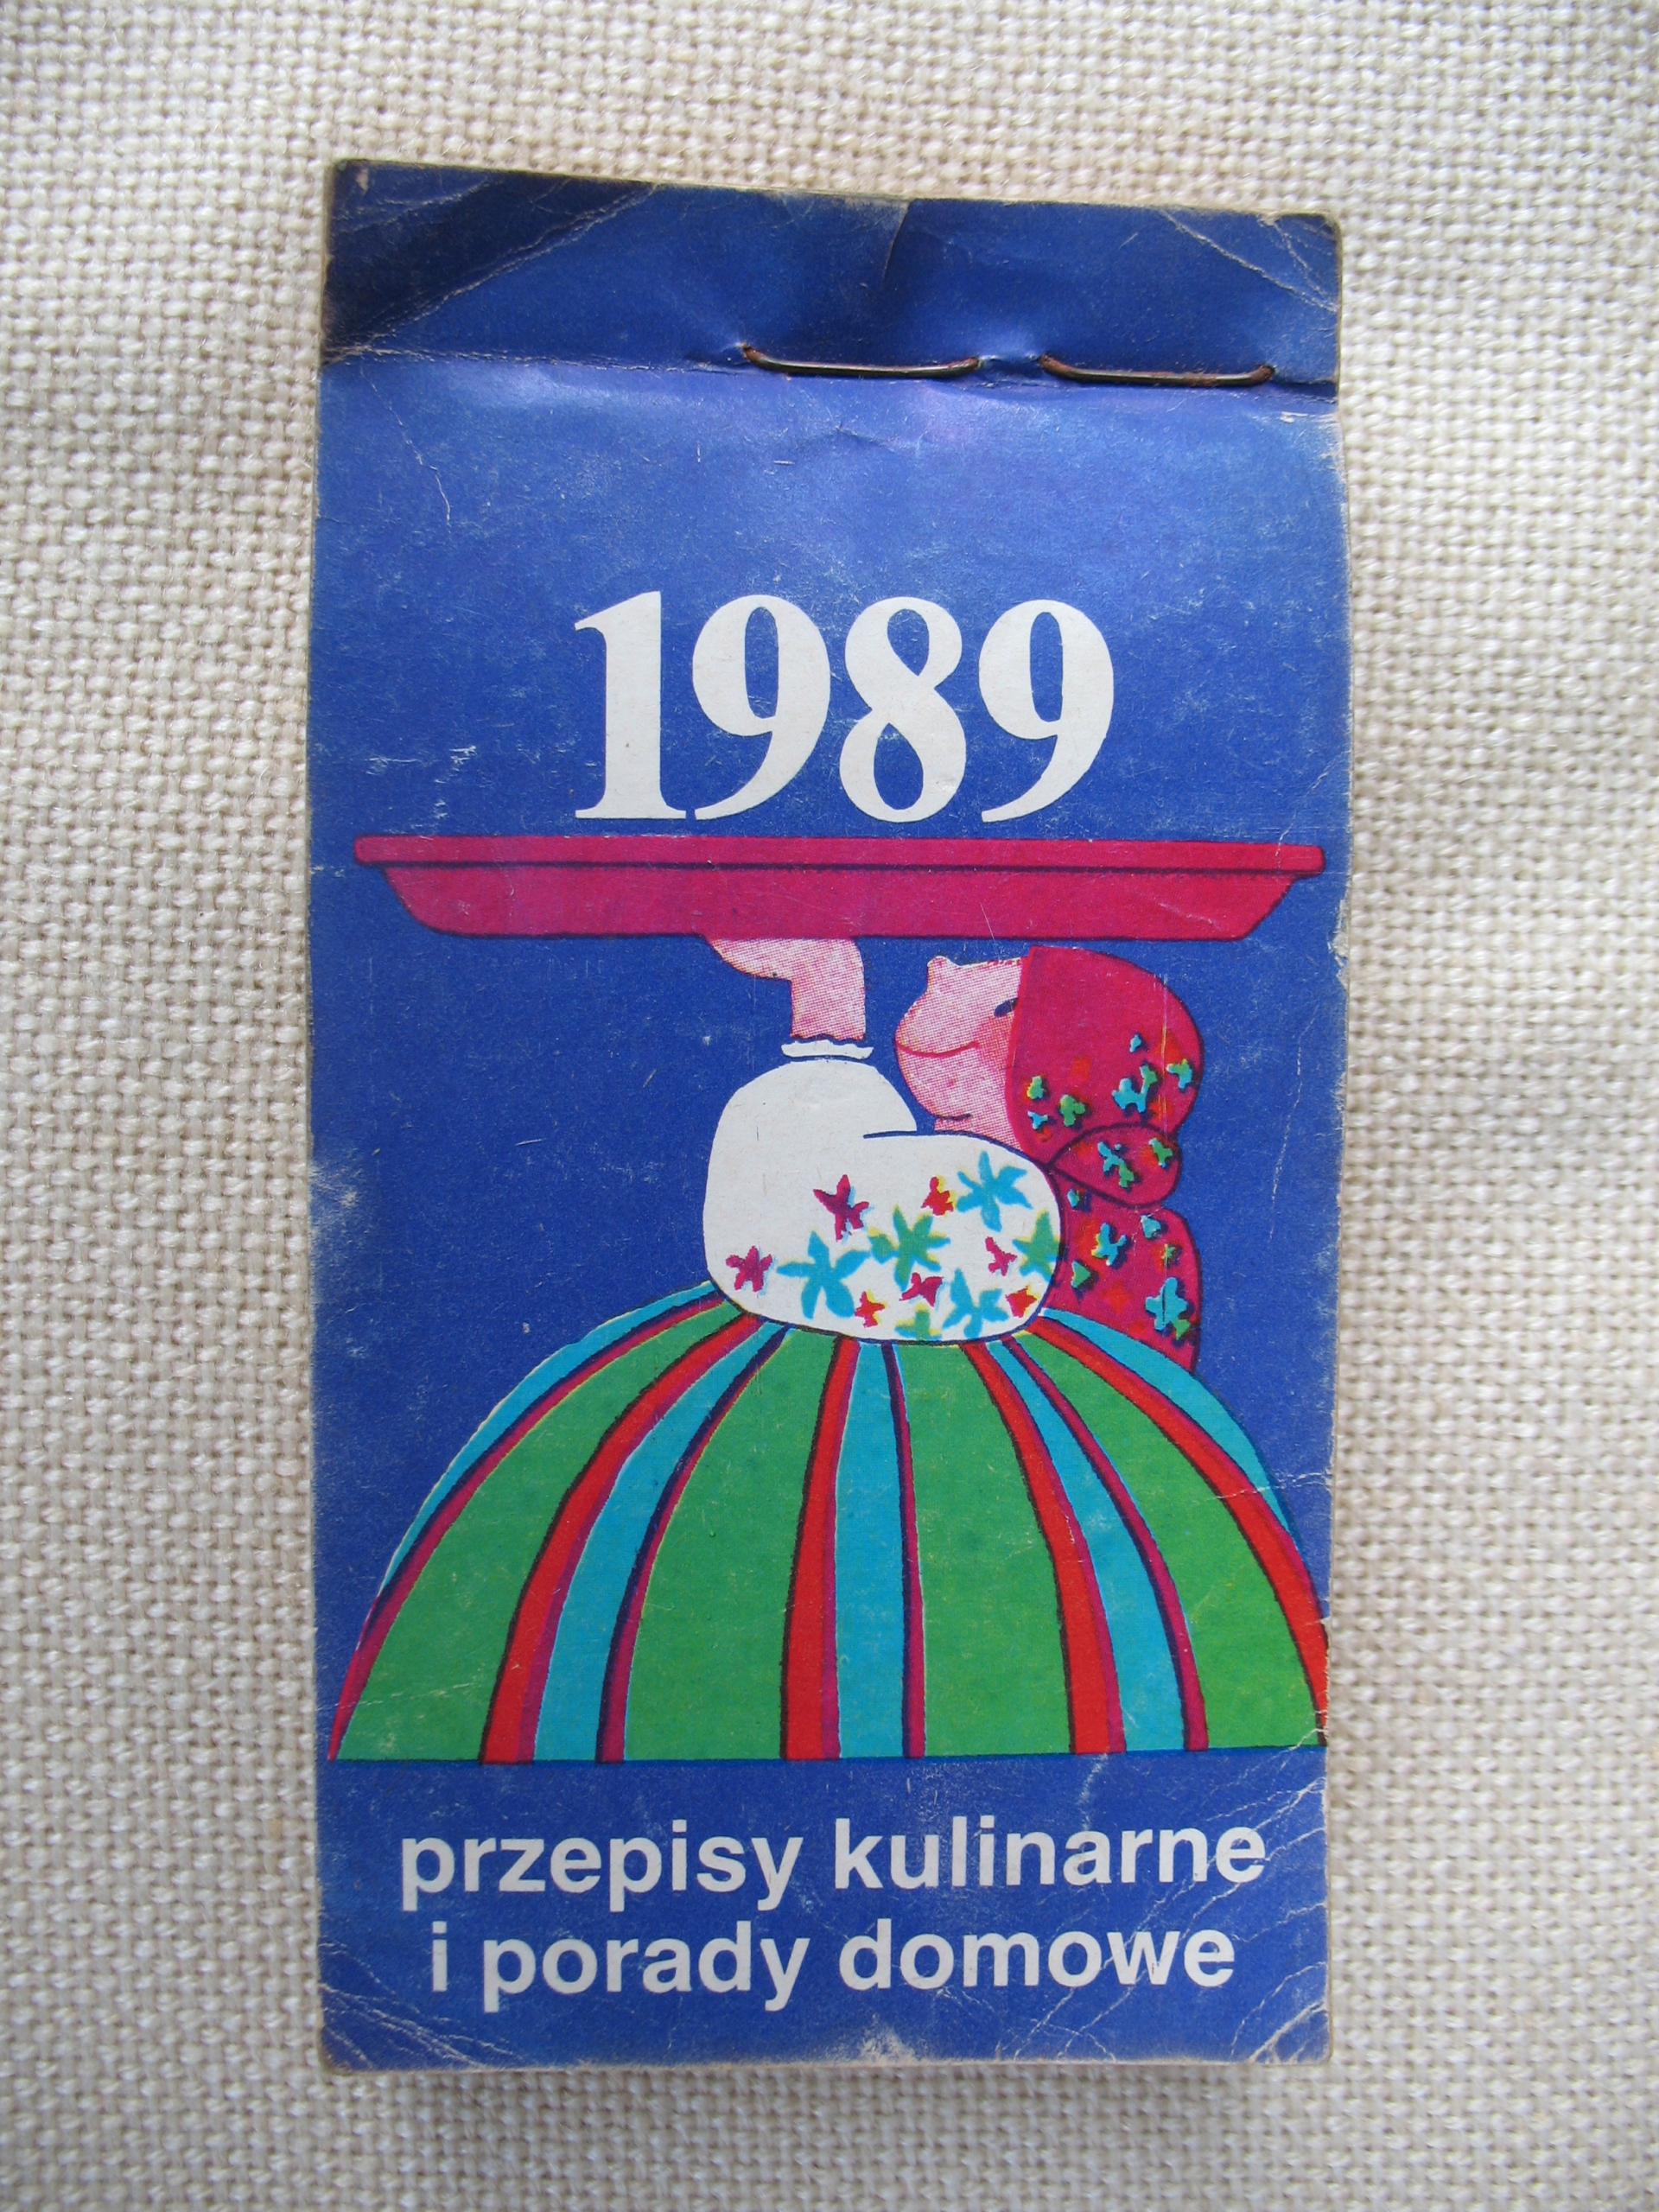 1989
przepisy kulinarne
i porady domowe